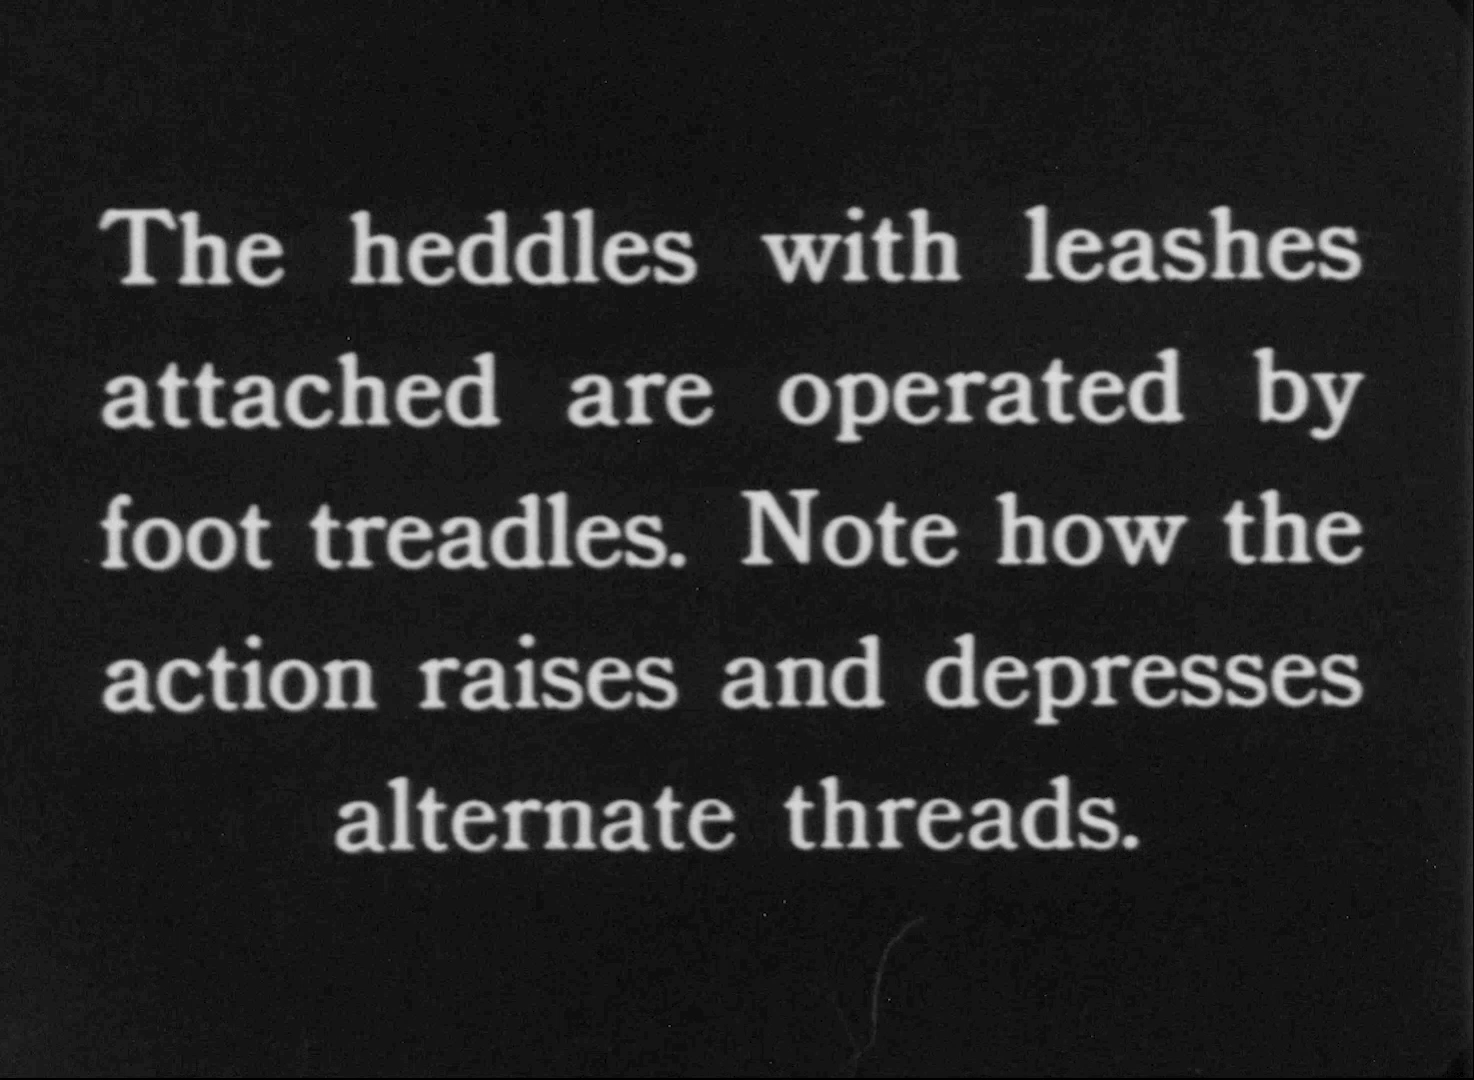 The heddles with leashes
attached are operated by
foot treadles. Note how the
action raises and depresses
alternate threads.